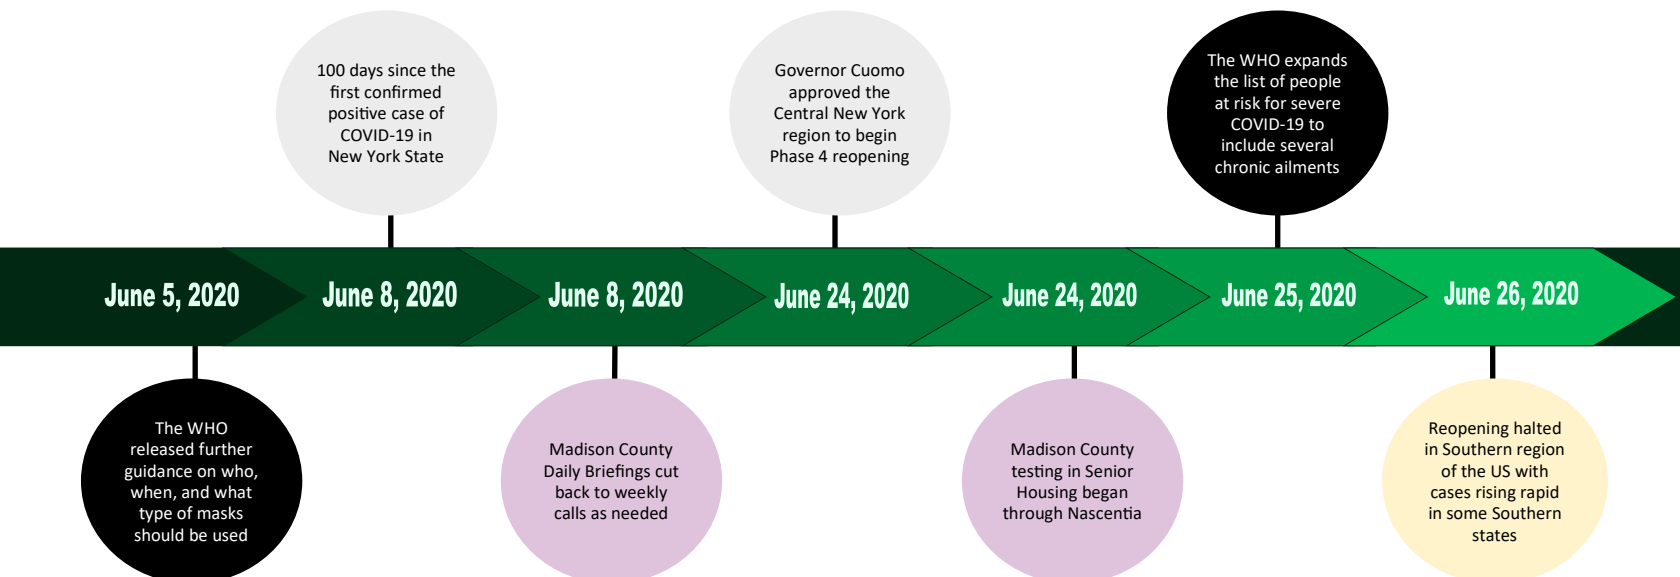 100 days since the
first confirmed
positive case of
COVID-19 in
New York State
Governor Cuomo
approved the
Central New York
region to begin
Phase 4 reopening
The WHO expands
the list of people
at risk for severe
COVID-19 to
include several
chronic ailments
June 5, 2020
June 8, 2020
June 8, 2020
June 24, 2020
June 24, 2020
June 25, 2020
June 26, 2020
The WHO
released further
guidance on who,
when, and what
type of masks
should be used
Madison County
Daily Briefings cut
back to weekly
calls as needed
Madison County
testing in Senior
Housing began
through Nascentia
Reopening halted
in Southern region
of the US with
cases rising rapid
in some Southern
states